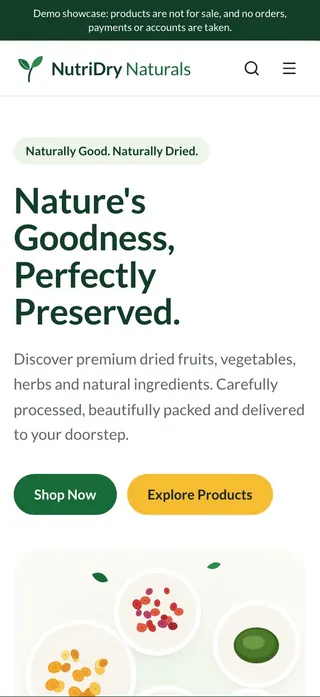 Demo showcase: products are not for sale, and no orders,
payments or accounts are taken.
NutriDry Naturals
Naturally Good. Naturally Dried.
Nature's
Goodness,
Perfectly
Preserved.
Discover premium dried fruits, vegetables,
herbs and natural ingredients. Carefully
processed, beautifully packed and delivered
to your doorstep.
Shop Now
Explore Products